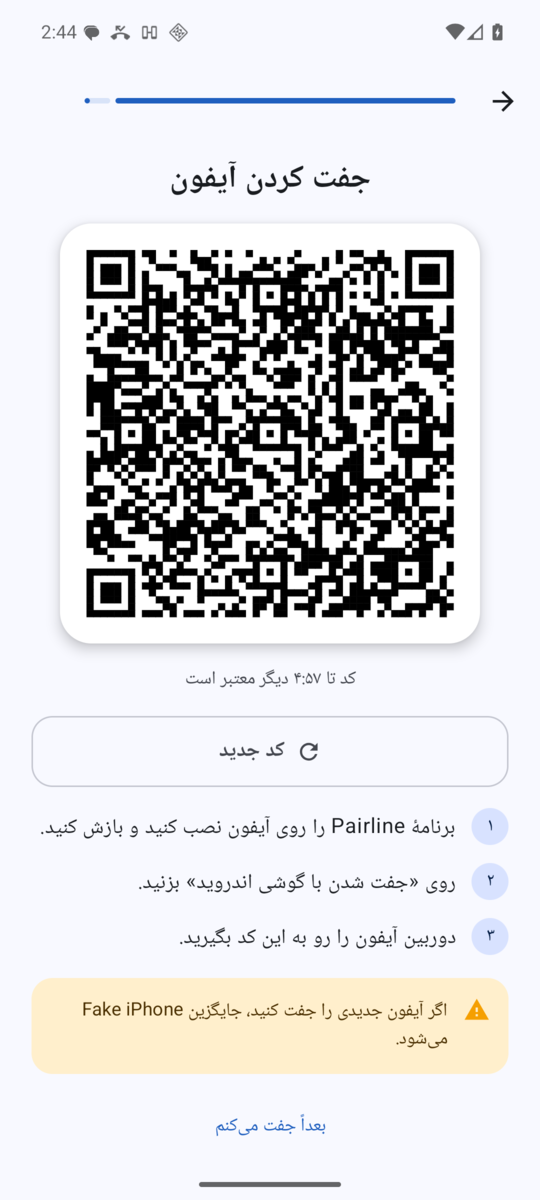 2:44
جفت کردن آیفون
کد تا ۴:۵۷ دیگر معتبر است
کد جدید
۱
برنامهٔ Pairline را روی آیفون نصب کنید و بازش کنید.
۲
روی «جفت شدن با گوشی اندروید» بزنید.
۳
دوربین آیفون را رو به این کد بگیرید.
اگر آیفون جدیدی را جفت کنید، جایگزین Fake iPhone
می‌شود.
بعداً جفت می‌کنم